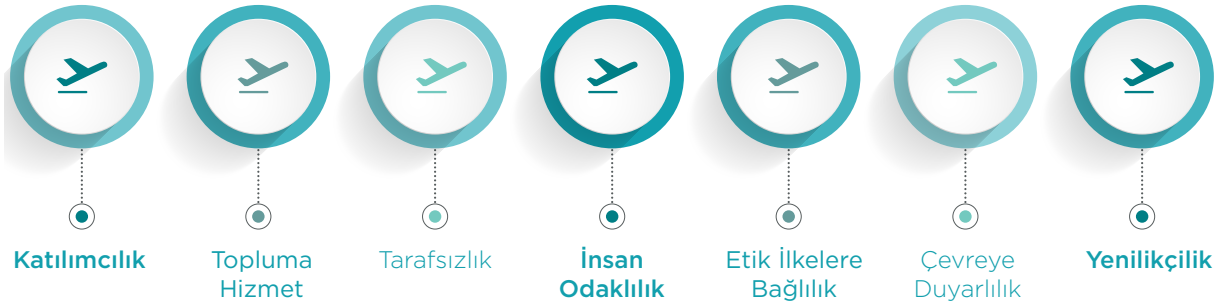 Katılımcılık
Topluma
Hizmet
Tarafsızlık
İnsan
Odaklılık
Etik İlkelere
Bağlılık
Çevreye
Duyarlılık
Yenilikçilik